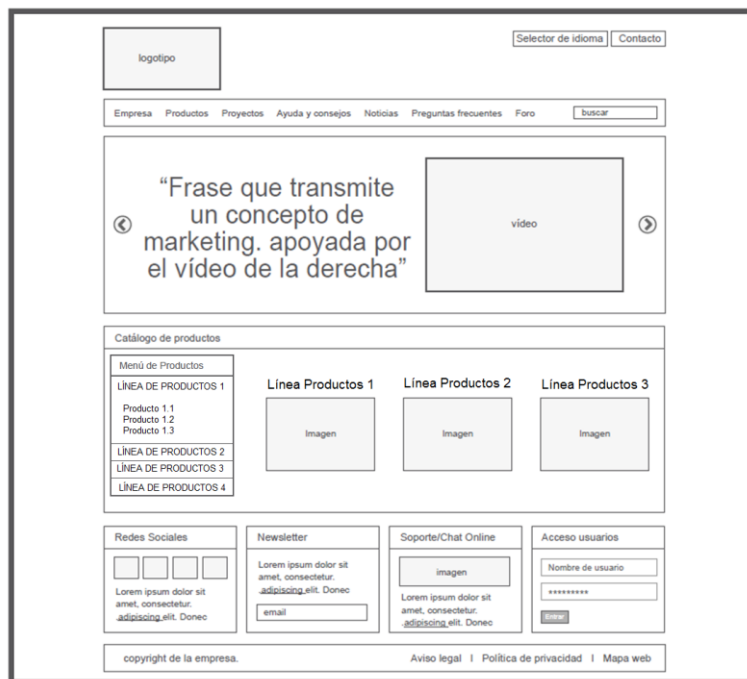 logotipo
Selector de idioma
Contacto
Empresa Productos Proyectos Ayuda y consejos Noticias Preguntas frecuentes Foro buscar
“Frase que transmite
un concepto de
marketing. apoyada por
el vídeo de la derecha”
vídeo
Catálogo de productos
Menú de Productos
LÍNEA DE PRODUCTOS 1
Producto 1.1
Producto 1.2
Producto 1.3
LÍNEA DE PRODUCTOS 2
LÍNEA DE PRODUCTOS 3
LÍNEA DE PRODUCTOS 4
Línea Productos 1
Imagen
Línea Productos 2
Imagen
Línea Productos 3
Imagen
Redes Sociales
Lorem ipsum dolor sit
amet, consectetur.
.adipiscing elit. Donec
Newsletter
Lorem ipsum dolor sit
amet, consectetur.
.adipiscing elit. Donec
email
Soporte/Chat Online
imagen
Lorem ipsum dolor sit
amet, consectetur.
.adipiscing elit. Donec
Acceso usuarios
Nombre de usuario
*********
Entrar
copyright de la empresa.
Aviso legal I Política de privacidad I Mapa web